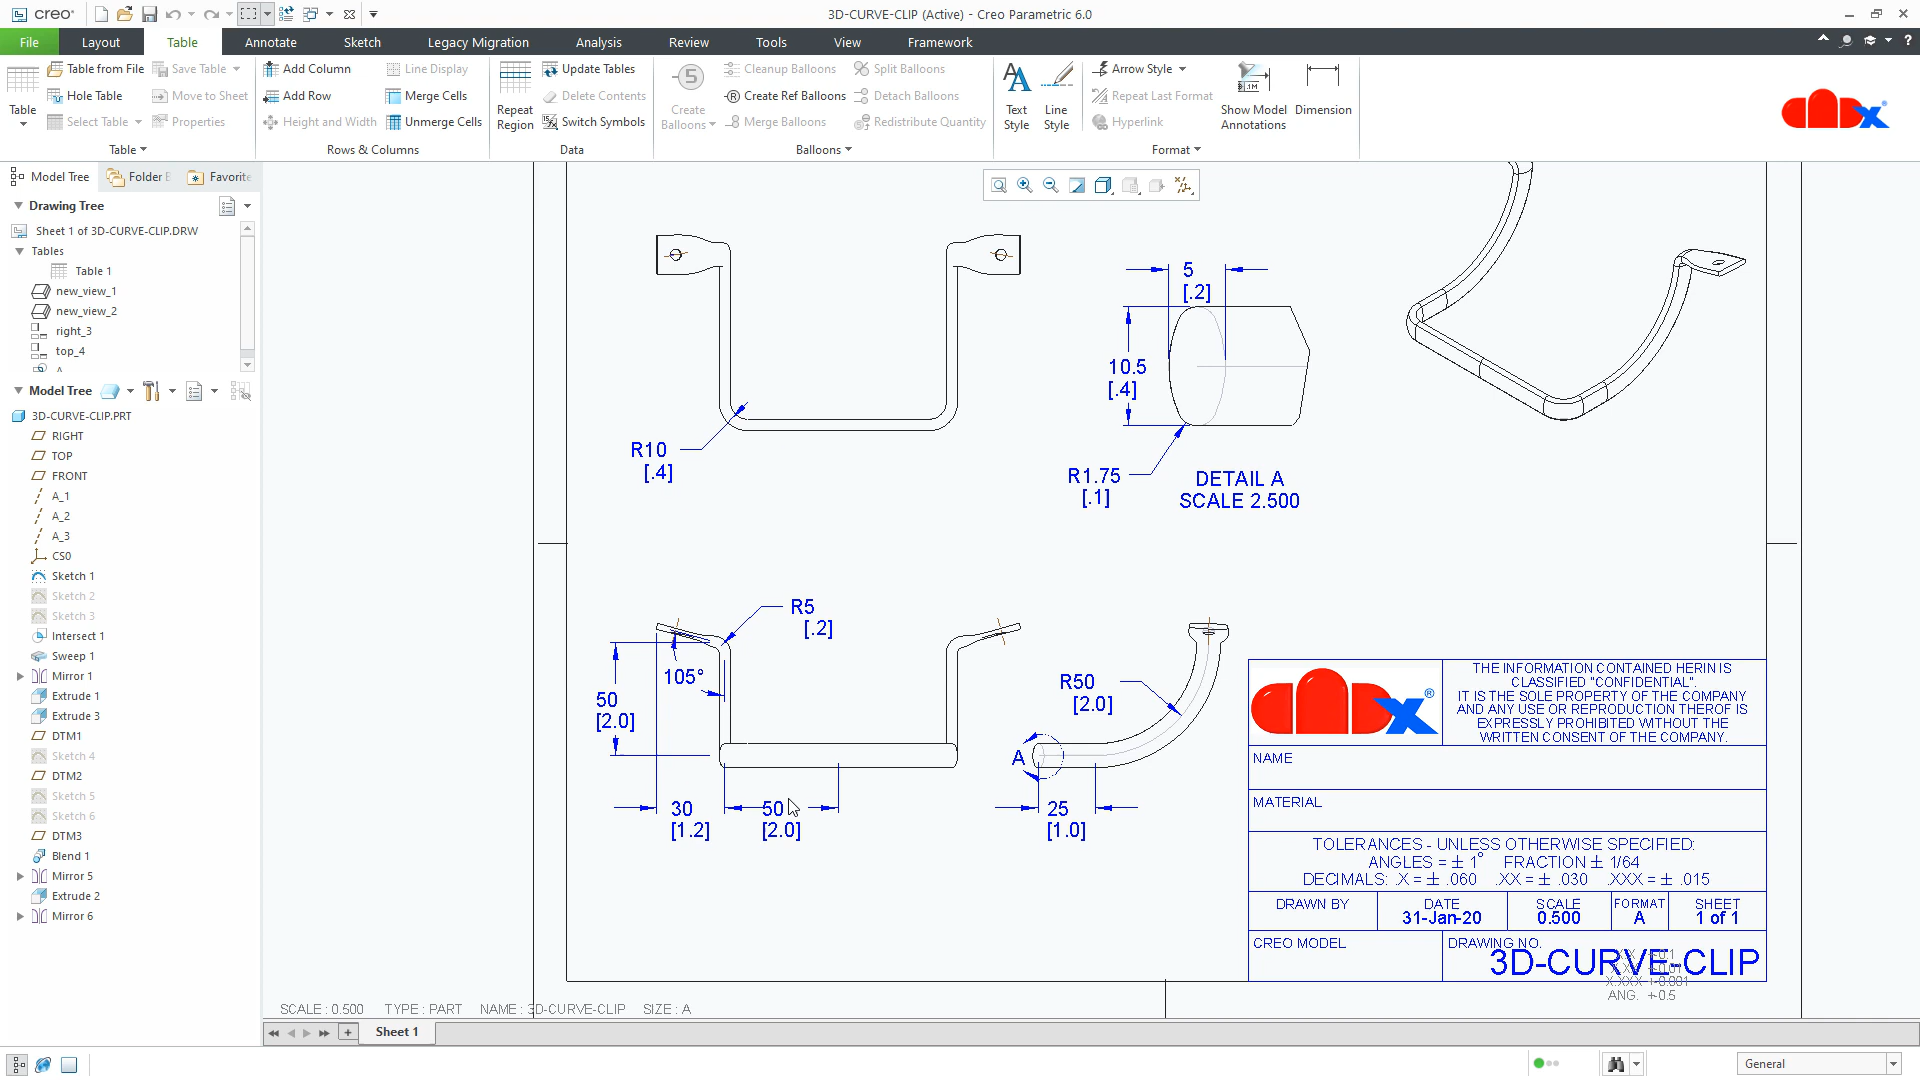 creo
3D-CURVE-CLIP (Active) - Creo Parametric 6.0
File
Layout
Table
Annotate
Sketch
Legacy Migration
Analysis
Review
Tools
View
Framework
Table
Table from File
Save Table
Hole Table
Move to Sheet
Select Table
Properties
Table
Add Column
Line Display
Add Row
Merge Cells
Height and Width
Unmerge Cells
Rows & Columns
Repeat
Region
Update Tables
Delete Contents
Switch Symbols
Data
5
Create
Balloons
Cleanup Balloons
Split Balloons
Create Ref Balloons
Detach Balloons
Merge Balloons
Redistribute Quantity
Balloons
Text
Style
Line
Style
Arrow Style
Repeat Last Format
Hyperlink
Show Model
Annotations
Dimension
Format
Model Tree
Folder
Favorite
Drawing Tree
Sheet 1 of 3D-CURVE-CLIP.DRW
Tables
Table 1
new_view_1
new_view_2
right_3
top_4
Model Tree
3D-CURVE-CLIP.PRT
RIGHT
TOP
FRONT
A_1
A_2
A_3
CS0
Sketch 1
Sketch 2
Sketch 3
Intersect 1
Sweep 1
Mirror 1
Extrude 1
Extrude 3
DTM1
Sketch 4
DTM2
Sketch 5
Sketch 6
DTM3
Blend 1
Mirror 5
Extrude 2
Mirror 6
R10
[.4]
5
[.2]
10.5
[.4]
R1.75
[.1]
DETAIL A
SCALE 2.500
R5
[.2]
105°
50
[2.0]
30
[1.2]
50
[2.0]
R50
[2.0]
A
25
[1.0]
THE INFORMATION CONTAINED HERIN IS
CLASSIFIED "CONFIDENTIAL".
IT IS THE SOLE PROPERTY OF THE COMPANY
AND ANY USE OR REPRODUCTION THEROF IS
EXPRESSLY PROHIBITED WITHOUT THE
WRITTEN CONSENT OF THE COMPANY.
NAME
MATERIAL
TOLERANCES - UNLESS OTHERWISE SPECIFIED:
ANGLES = ± 1° FRACTION ± 1/64
DECIMALS: .X = ± .060 .XX = ± .030 .XXX = ± .015
DRAWN BY
DATE
31-Jan-20
SCALE
0.500
FORMAT
A
SHEET
1 of 1
CREO MODEL
DRAWING NO.
3D-CURVE-CLIP
ANG. +-0.5
SCALE : 0.500 TYPE : PART NAME : 3D-CURVE-CLIP SIZE : A
Sheet 1
General